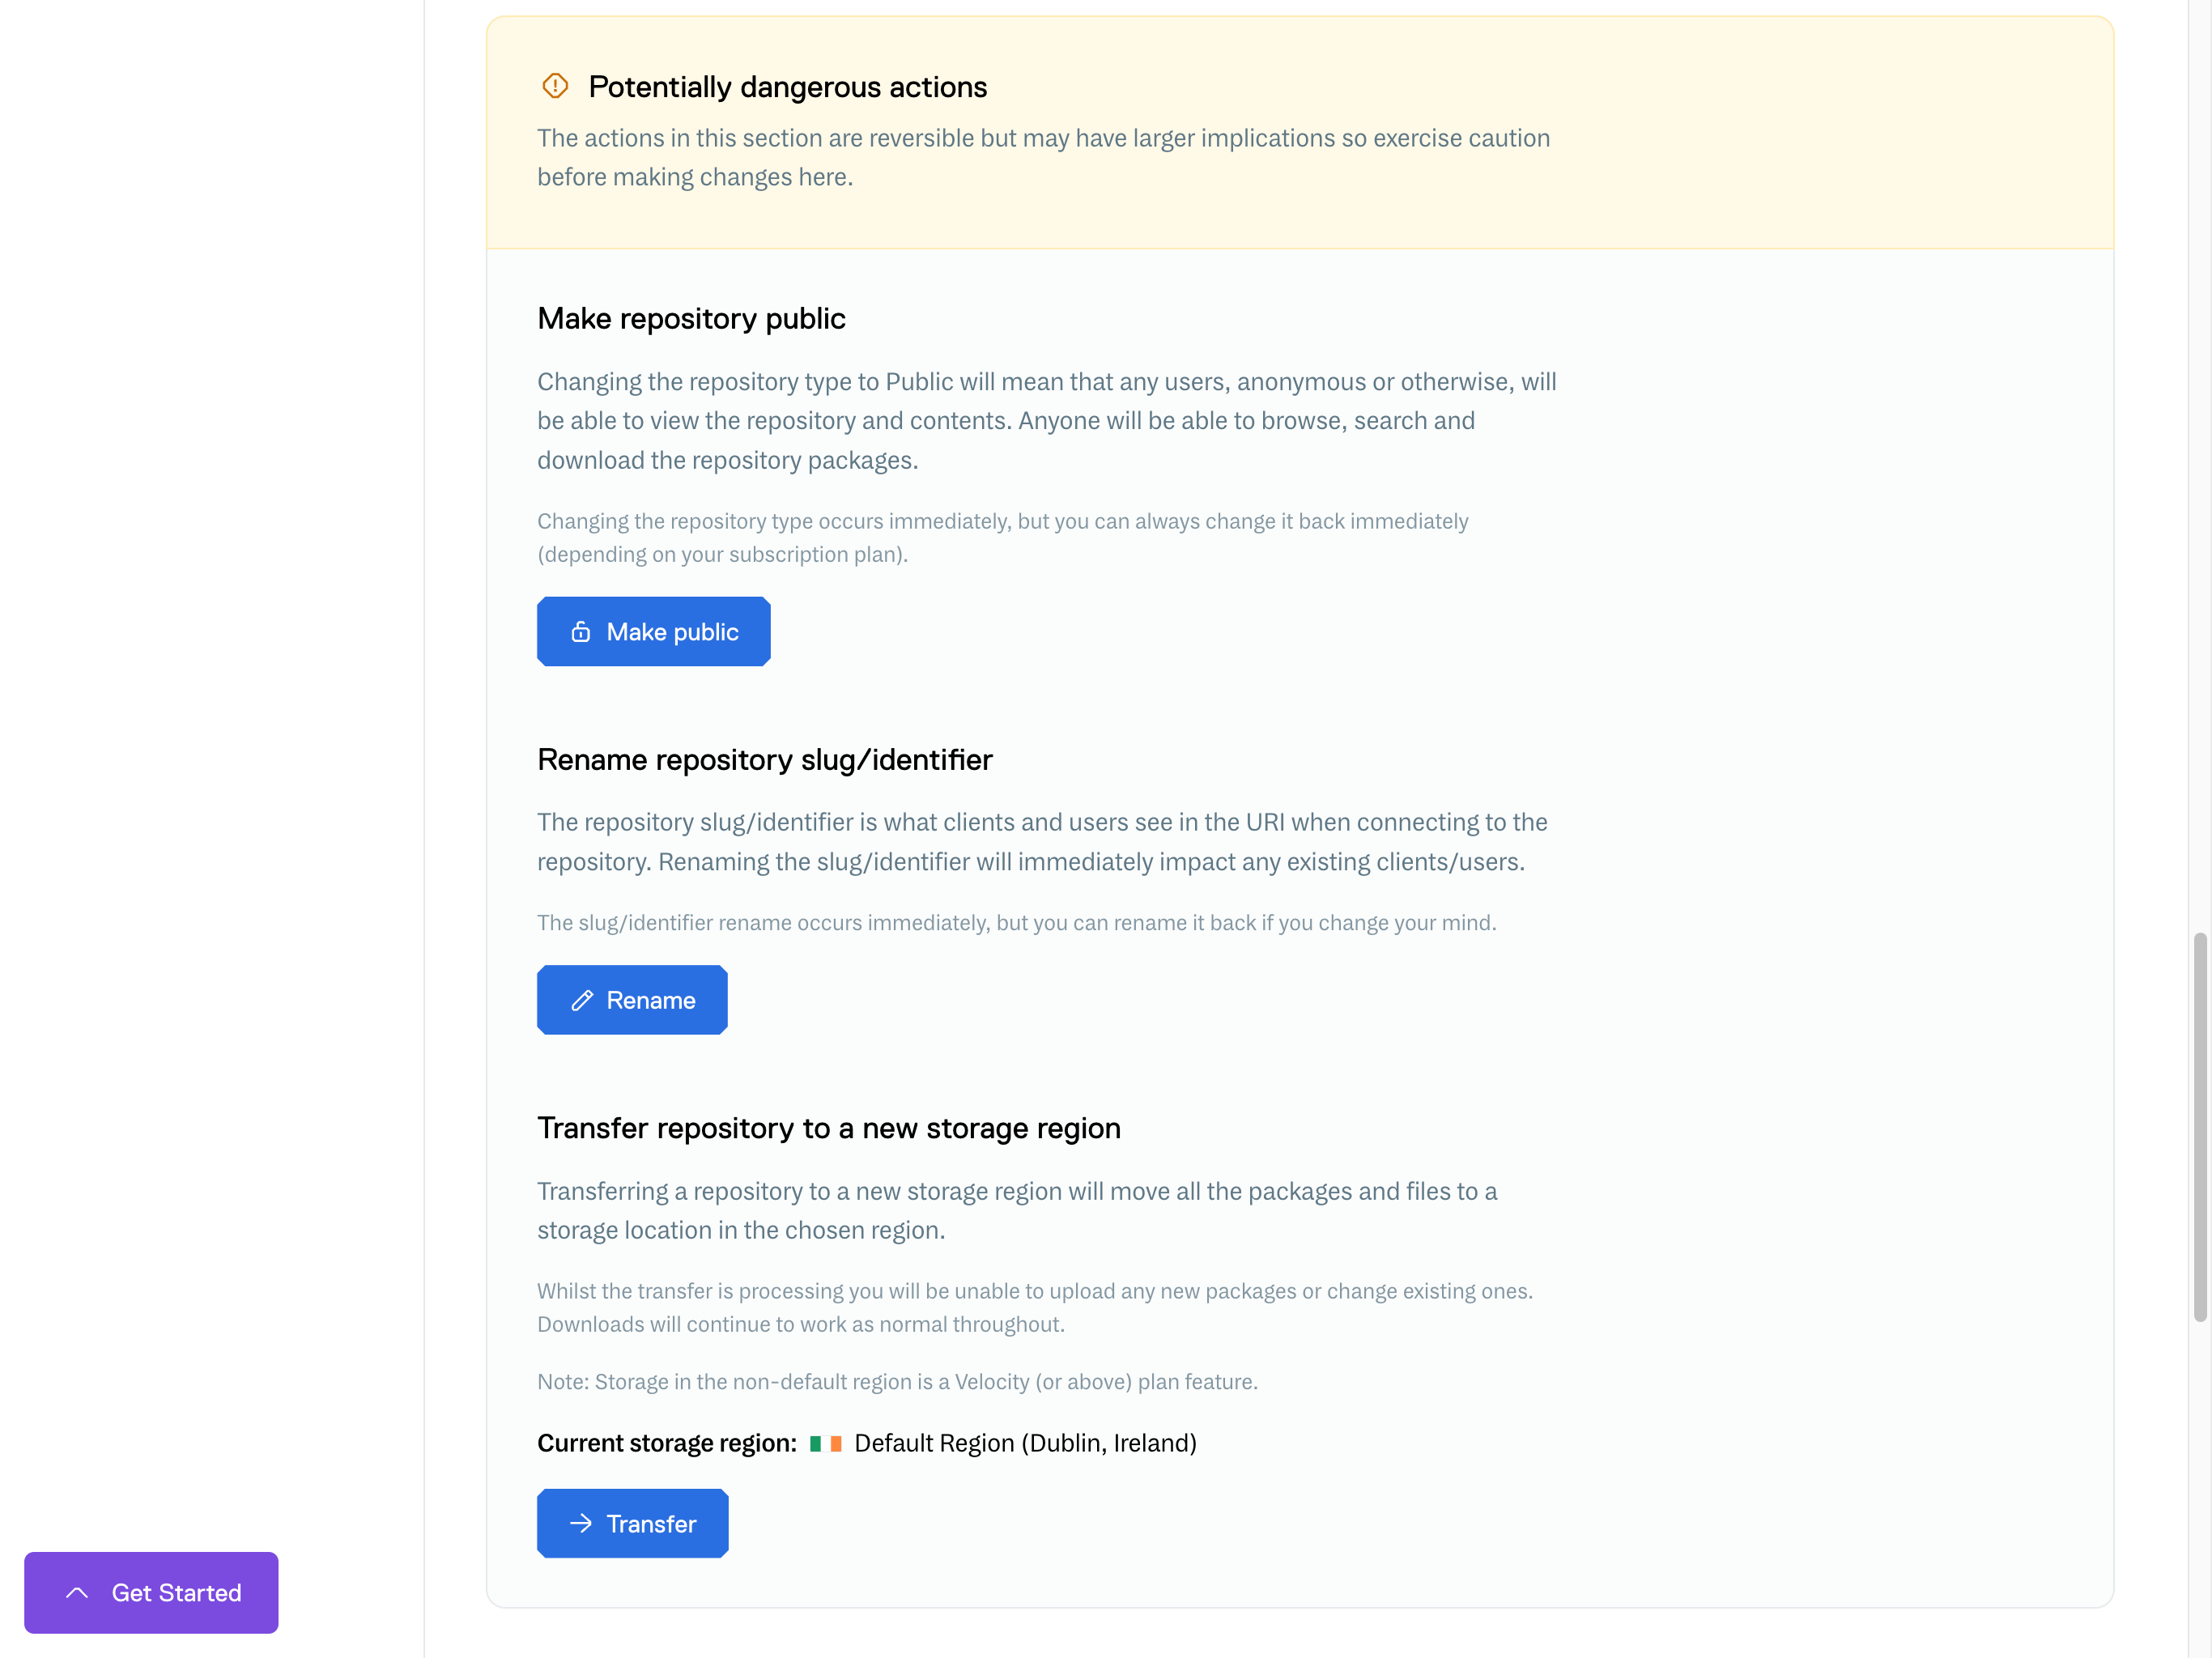 Potentially dangerous actions
The actions in this section are reversible but may have larger implications so exercise caution
before making changes here.
Make repository public
Changing the repository type to Public will mean that any users, anonymous or otherwise, will
be able to view the repository and contents. Anyone will be able to browse, search and
download the repository packages.
Changing the repository type occurs immediately, but you can always change it back immediately
(depending on your subscription plan).
Make public
Rename repository slug/identifier
The repository slug/identifier is what clients and users see in the URI when connecting to the
repository. Renaming the slug/identifier will immediately impact any existing clients/users.
The slug/identifier rename occurs immediately, but you can rename it back if you change your mind.
Rename
Transfer repository to a new storage region
Transferring a repository to a new storage region will move all the packages and files to a
storage location in the chosen region.
Whilst the transfer is processing you will be unable to upload any new packages or change existing ones.
Downloads will continue to work as normal throughout.
Note: Storage in the non-default region is a Velocity (or above) plan feature.
Current storage region: Default Region (Dublin, Ireland)
Transfer
Get Started